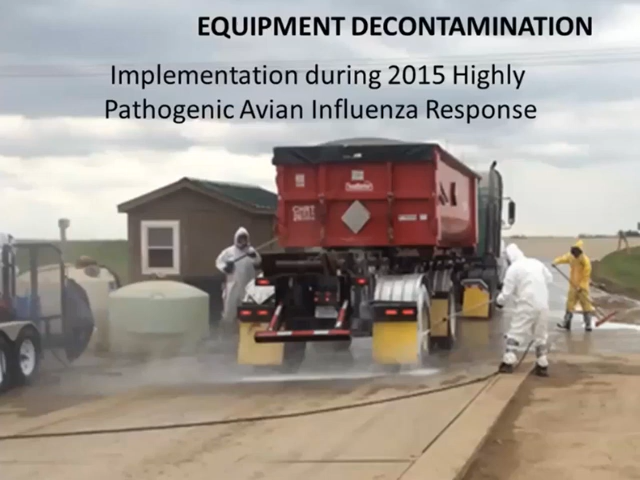 EQUIPMENT DECONTAMINATION
Implementation during 2015 Highly
Pathogenic Avian Influenza Response